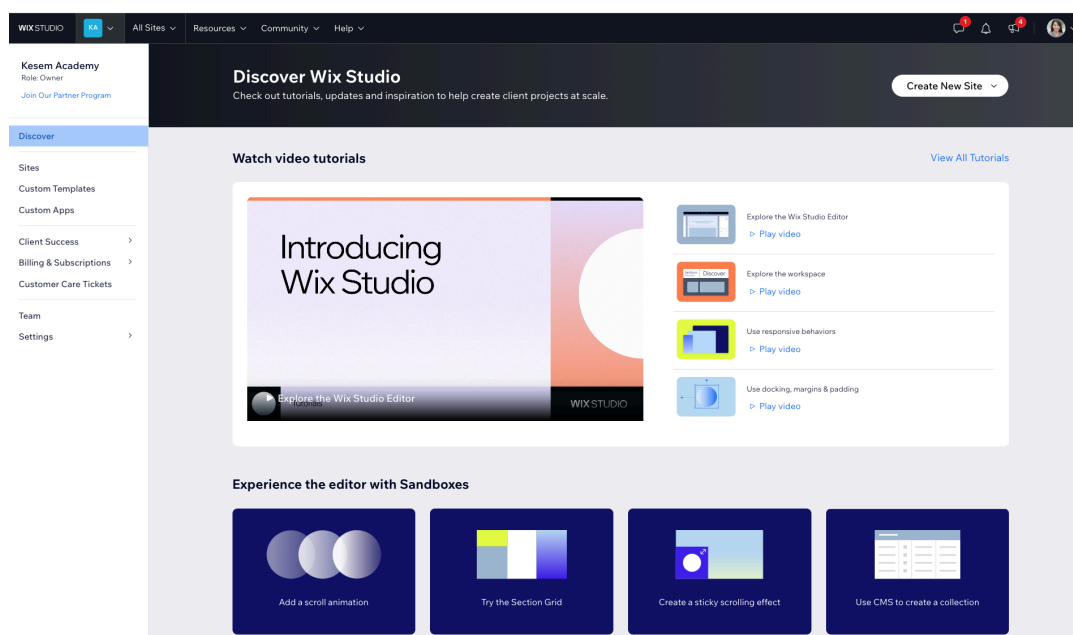 WIX STUDIO
KA
All Sites
Resources
Community
Help
1
4
Kesem Academy
Role: Owner
Join Our Partner Program
Discover
Sites
Custom Templates
Custom Apps
Client Success
Billing & Subscriptions
Customer Care Tickets
Team
Settings
Discover Wix Studio
Check out tutorials, updates and inspiration to help create client projects at scale.
Create New Site
Watch video tutorials
View All Tutorials
Introducing
Wix Studio
Explore the Wix Studio Editor
Tutorials
WIX STUDIO
Explore the Wix Studio Editor
Play video
Discover
Explore the workspace
Play video
Use responsive behaviors
Play video
Use docking, margins & padding
Play video
Experience the editor with Sandboxes
Add a scroll animation
Try the Section Grid
Create a sticky scrolling effect
Use CMS to create a collection